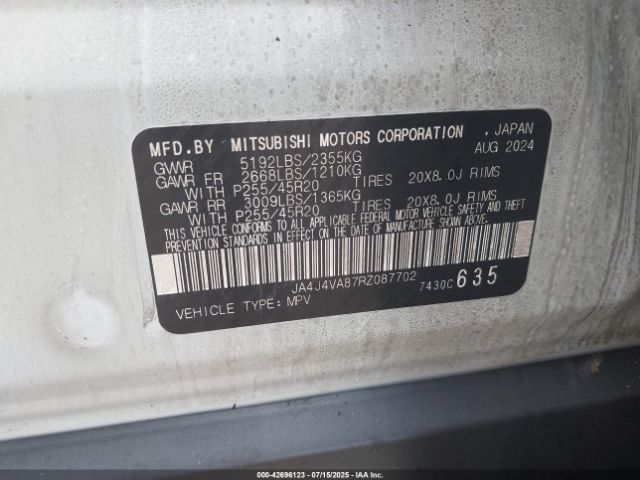 MFD.BY MITSUBISHI MOTORS CORPORATION , JAPAN
GVWR 5192LBS/2355KG AUG 2024
GAWR FR 2668LBS/1210KG
WITH P255/45R20 TIRES 20X8.0J RIMS
GAWR RR 3009LBS/1365KG
WITH P255/45R20 TIRES 20X8.0J RIMS
THIS VEHICLE CONFORMS TO ALL APPLICABLE FEDERAL MOTOR VEHICLE SAFETY AND THEFT
PREVENTION STANDARDS IN EFFECT ON THE DATE OF MANUFACTURE SHOWN ABOVE.
JA4J4VA87RZ087702
7430C 635
VEHICLE TYPE: MPV
000-42696123 - 07/15/2025 - COPYRIGHT IAA, LLC.